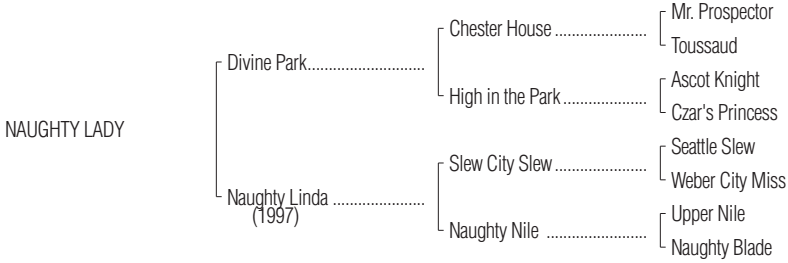 Mr. Prospector
Chester House ......................
Toussaud
Divine Park............................
Ascot Knight
High in the Park ....................
Czar's Princess
NAUGHTY LADY
Seattle Slew
Slew City Slew ......................
Weber City Miss
Naughty Linda ......................
(1997)
Upper Nile
Naughty Nile ........................
Naughty Blade